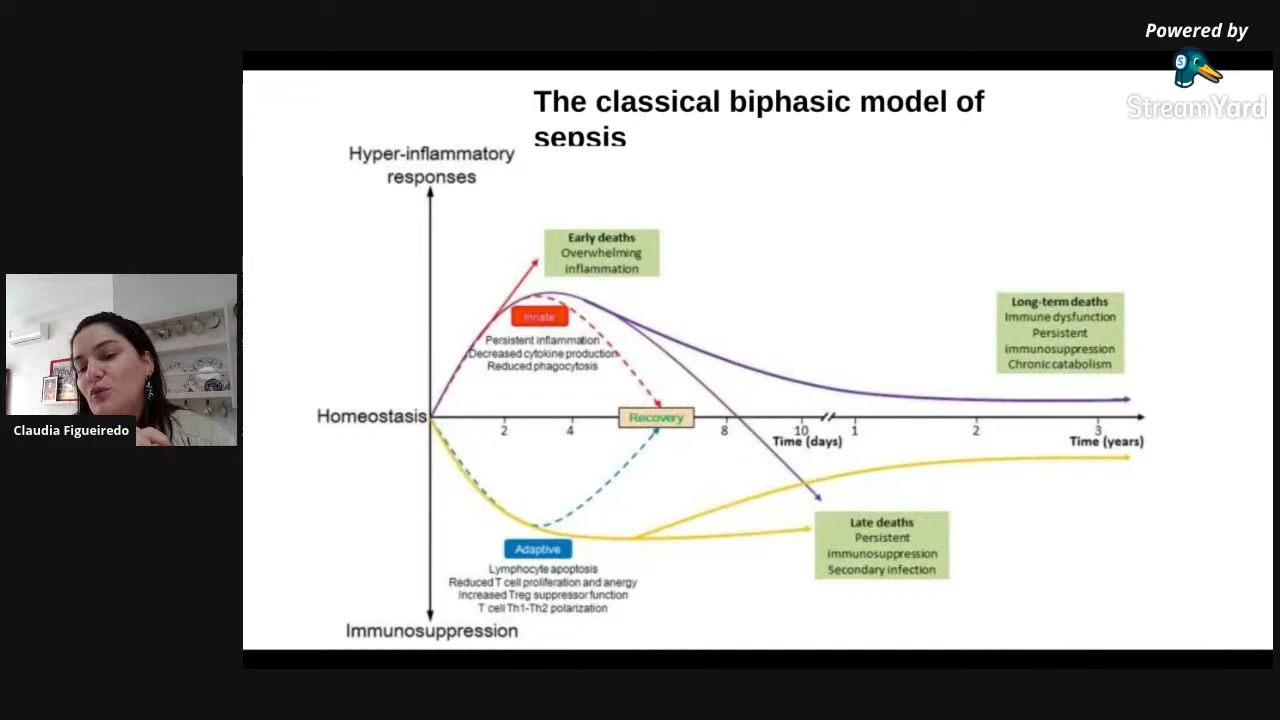 Powered by
StreamYard
The classical biphasic model of
sepsis
Hyper-inflammatory
responses
Early deaths
Overwhelming
inflammation
Innate
Persistent inflammation
Decreased cytokine production
Reduced phagocytosis
Long-term deaths
Immune dysfunction
Persistent
immunosuppression
Chronic catabolism
Homeostasis
Recovery
2 4 8 10 1 2 3
Time (days) Time (years)
Claudia Figueiredo
Late deaths
Persistent
immunosuppression
Secondary infection
Adaptive
Lymphocyte apoptosis
Reduced T cell proliferation and anergy
Increased Treg suppressor function
T cell Th1-Th2 polarization
Immunosuppression